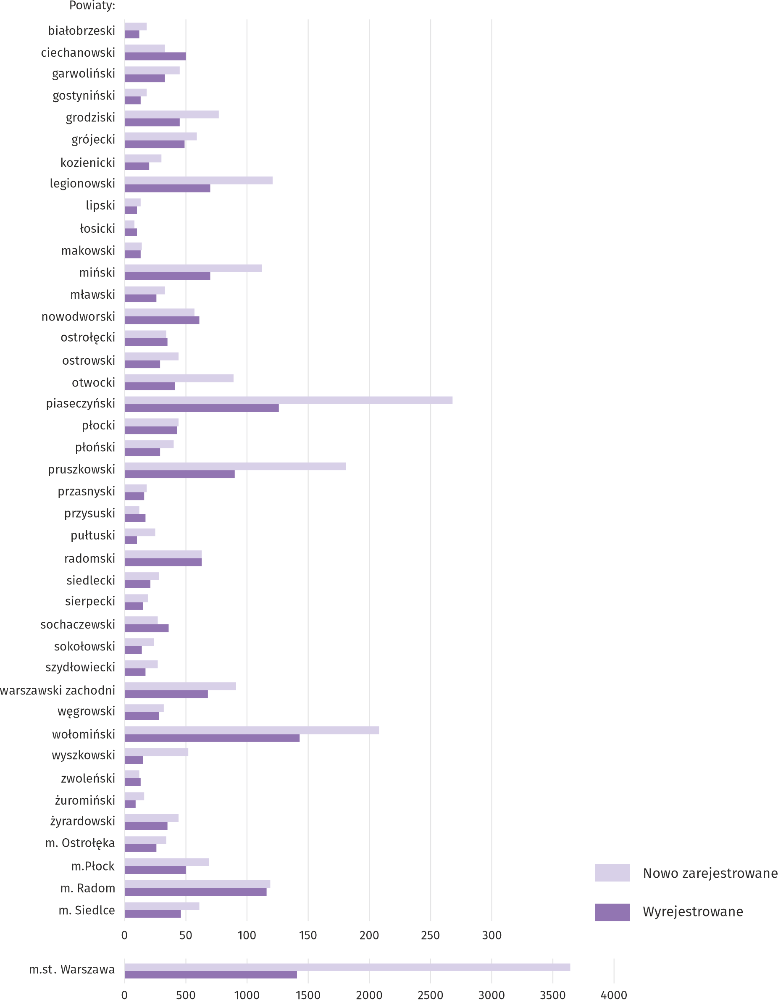 Powiaty:
białobrzeski
ciechanowski
garwoliński
gostyniński
grodziski
grójecki
kozienicki
legionowski
lipski
łosicki
makowski
miński
mławski
nowodworski
ostrołęcki
ostrowski
otwocki
piaseczyński
płocki
płoński
pruszkowski
przasnyski
przysuski
pułtuski
radomski
siedlecki
sierpecki
sochaczewski
sokołowski
szydłowiecki
warszawski zachodni
węgrowski
wołomiński
wyszkowski
zwoleński
żuromiński
żyrardowski
m. Ostrołęka
m.Płock
m. Radom
m. Siedlce
0 50 100 150 200 250 300
Nowo zarejestrowane
Wyrejestrowane
m.st. Warszawa
0 500 1000 1500 2000 2500 3000 3500 4000